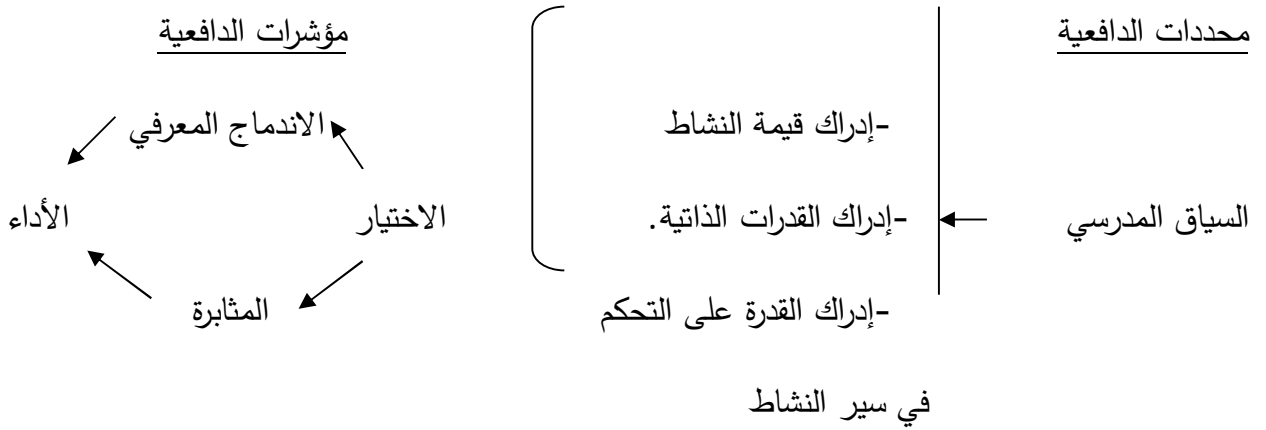 محددات الدافعية
مؤشرات الدافعية
-إدراك قيمة النشاط
الاندماج المعرفي
السياق المدرسي
-إدراك القدرات الذاتية.
الاختيار
الأداء
-إدراك القدرة على التحكم
المثابرة
في سير النشاط